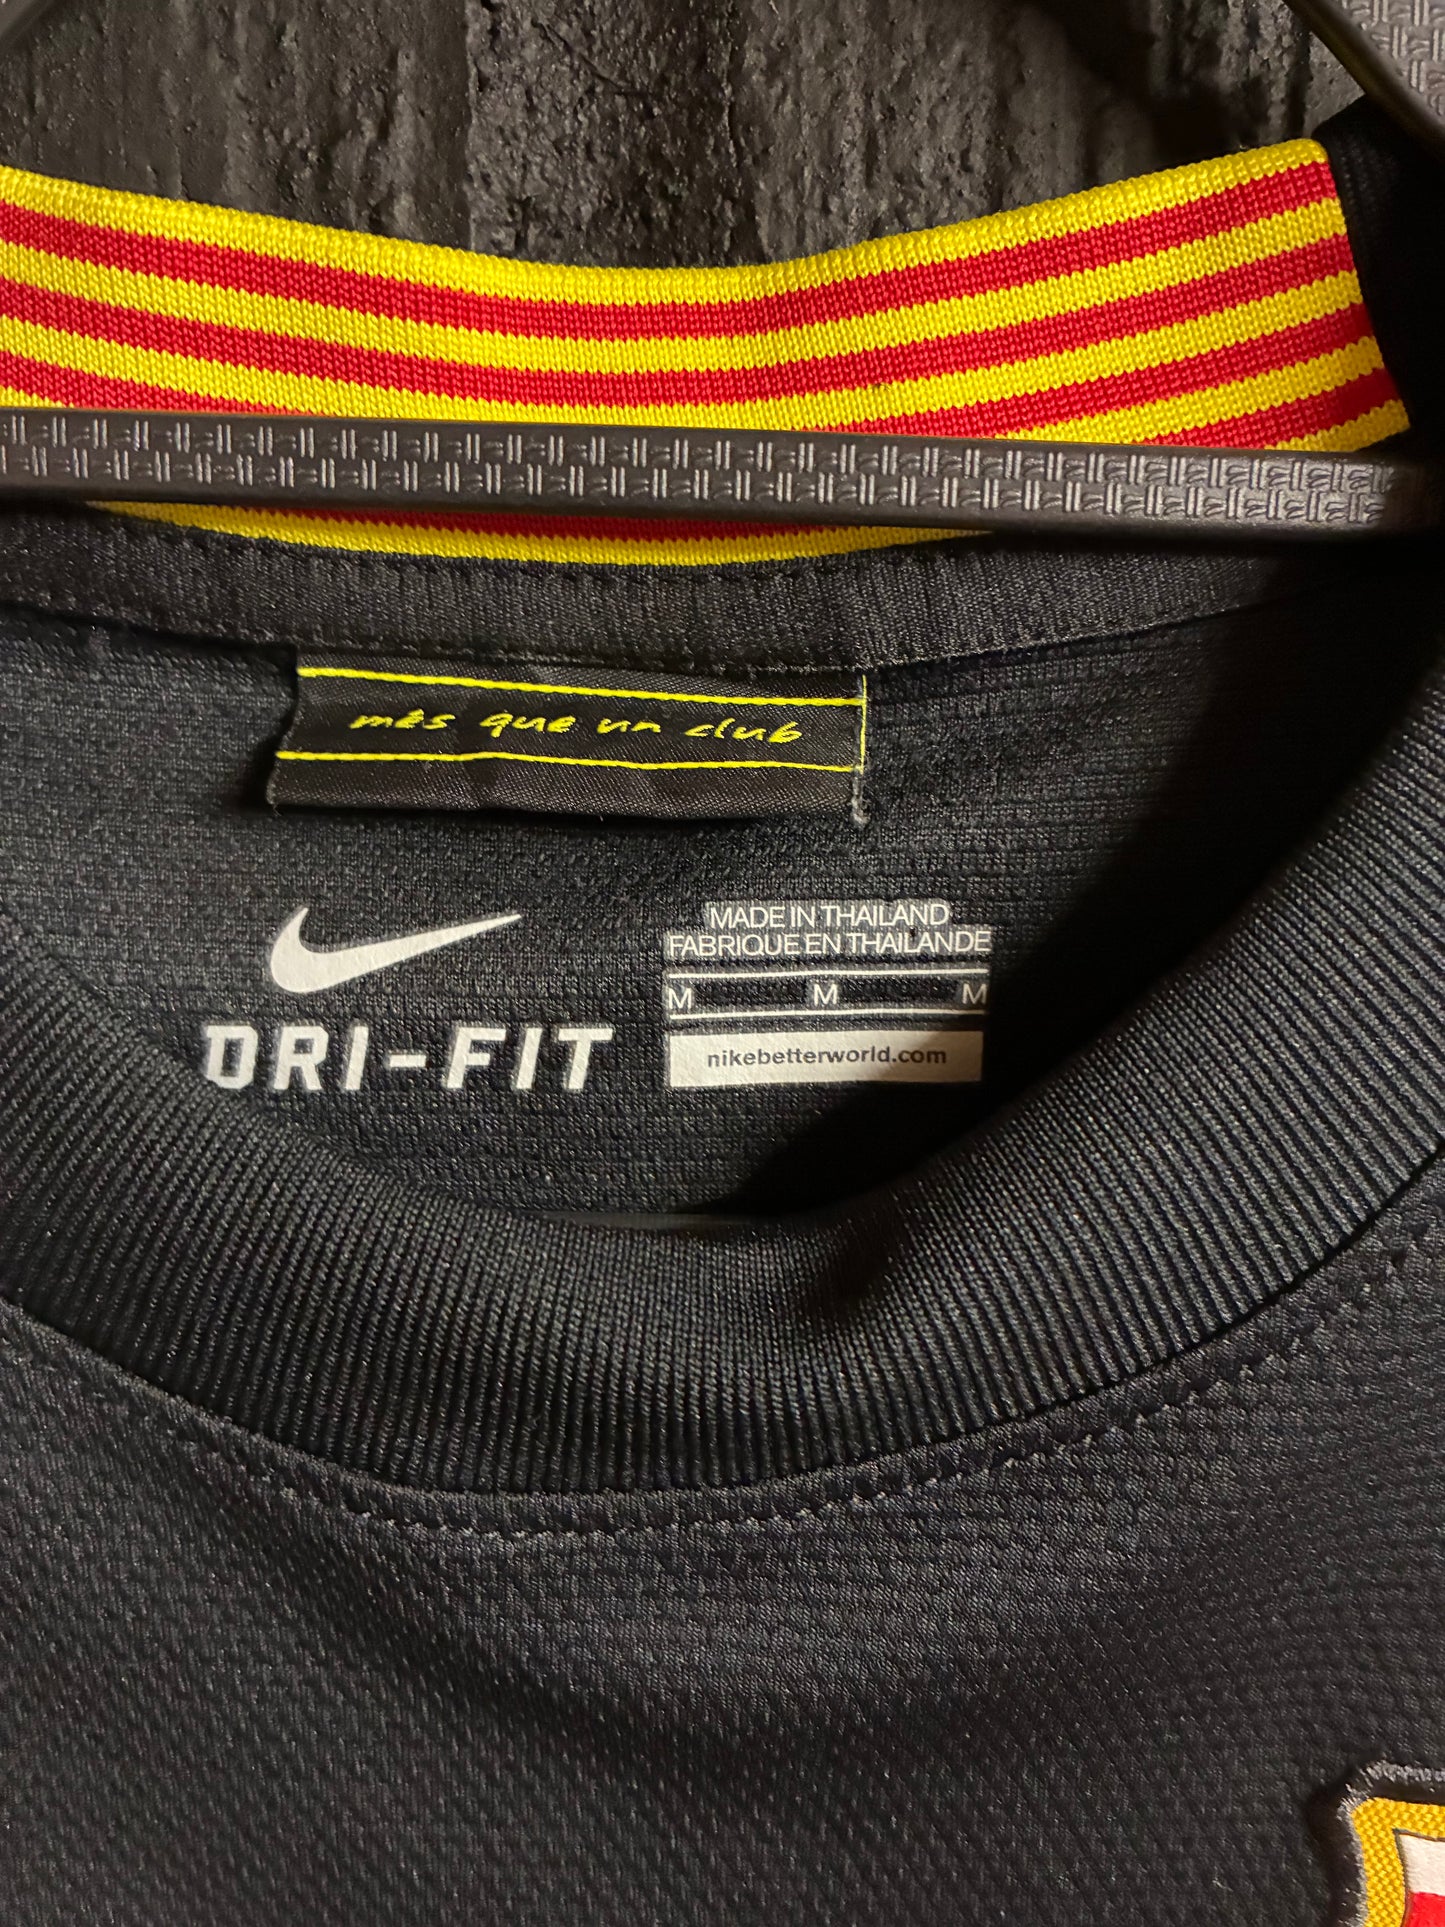 més que un club
DRI-FIT
MADE IN THAILAND
FABRIQUE EN THAILANDE
M M M
nikebetterworld.com